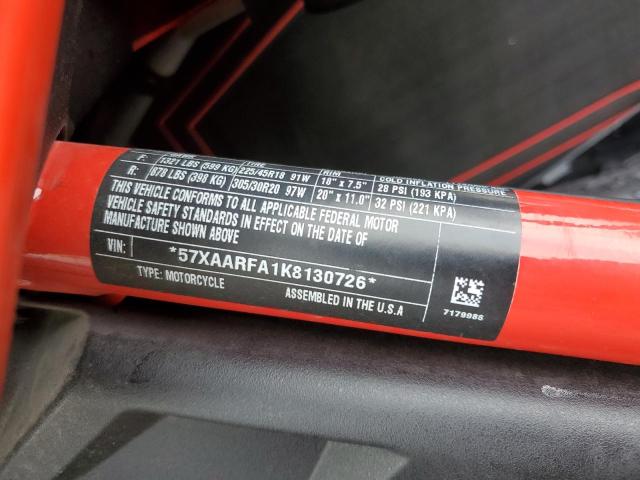 TIRE RIM COLD INFLATION PRESSURE
F: 1321 LBS (599 KG) 225/45R18 91W 18" x 7.5" 28 PSI (193 KPA)
R: 878 LBS (398 KG) 305/30R20 97W 20" x 11.0" 32 PSI (221 KPA)
THIS VEHICLE CONFORMS TO ALL APPLICABLE FEDERAL MOTOR
VEHICLE SAFETY STANDARDS IN EFFECT ON THE DATE OF
MANUFACTURE SHOWN ABOVE
VIN: *57XAARFA1K8130726*
TYPE: MOTORCYCLE ASSEMBLED IN THE U.S.A
7179986